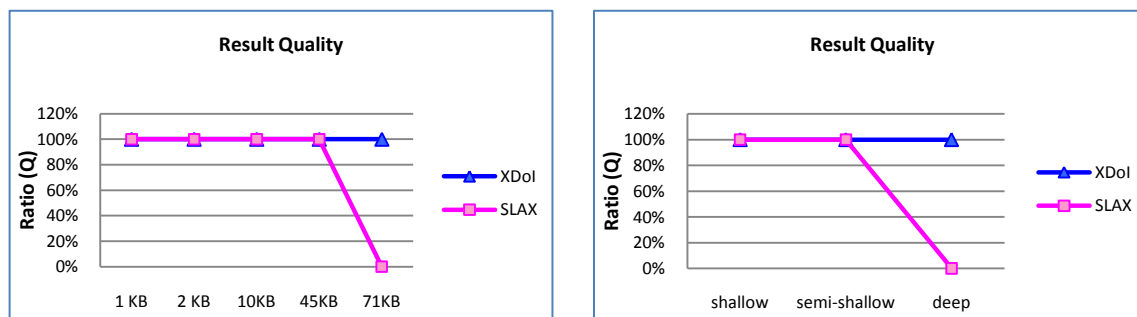 Result Quality
120%
100%
80%
60%
40%
20%
0%
Ratio (Q)
1 KB
2 KB
10KB
45KB
71KB
XDoI
SLAX
Result Quality
120%
100%
80%
60%
40%
20%
0%
Ratio (Q)
shallow
semi-shallow
deep
XDoI
SLAX